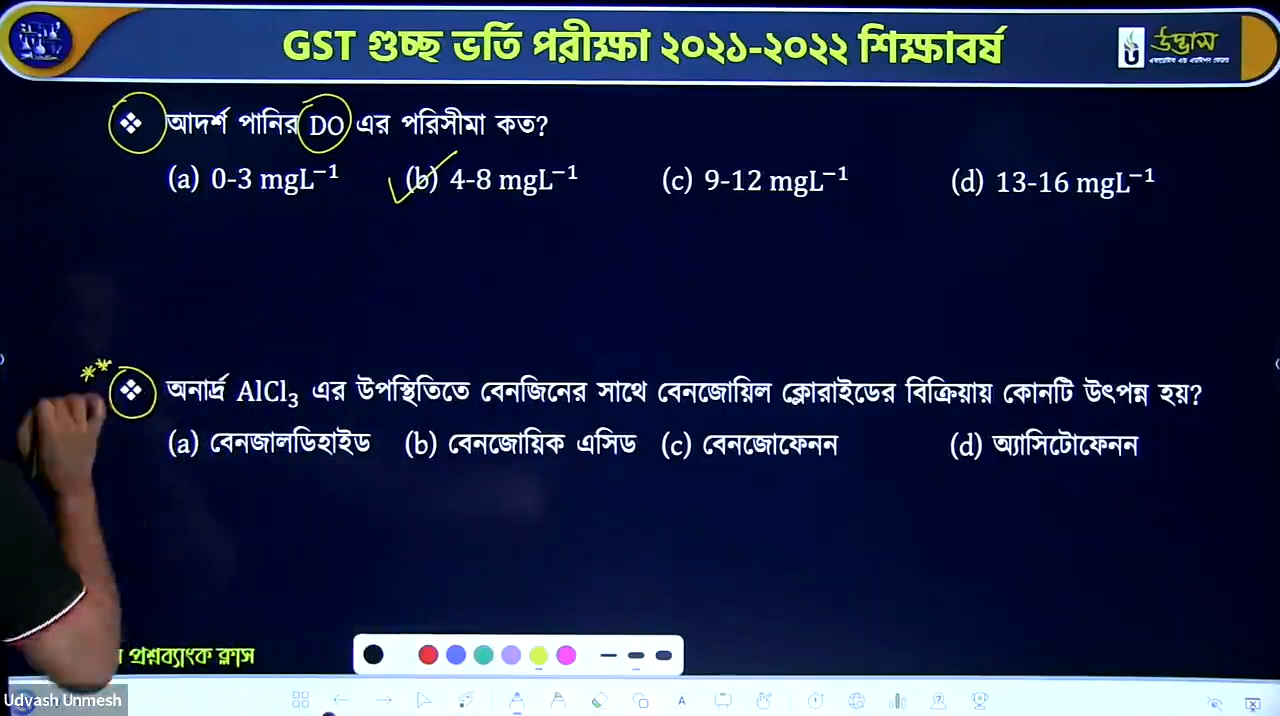 GST গুচ্ছ ভর্তি পরীক্ষা ২০২১-২০২২ শিক্ষাবর্ষ
উদ্ভাস
❖ আদর্শ পানির DO এর পরিসীমা কত?
(a) 0-3 mgL⁻¹ (b) 4-8 mgL⁻¹ (c) 9-12 mgL⁻¹ (d) 13-16 mgL⁻¹
** ❖ অনার্দ্র AlCl₃ এর উপস্থিতিতে বেনজিনের সাথে বেনজোয়িল ক্লোরাইডের বিক্রিয়ায় কোনটি উৎপন্ন হয়?
(a) বেনজালডিহাইড (b) বেনজোয়িক এসিড (c) বেনজোফেনন (d) অ্যাসিটোফেনন
প্রশ্নব্যাংক ক্লাস
Udvash Unmesh